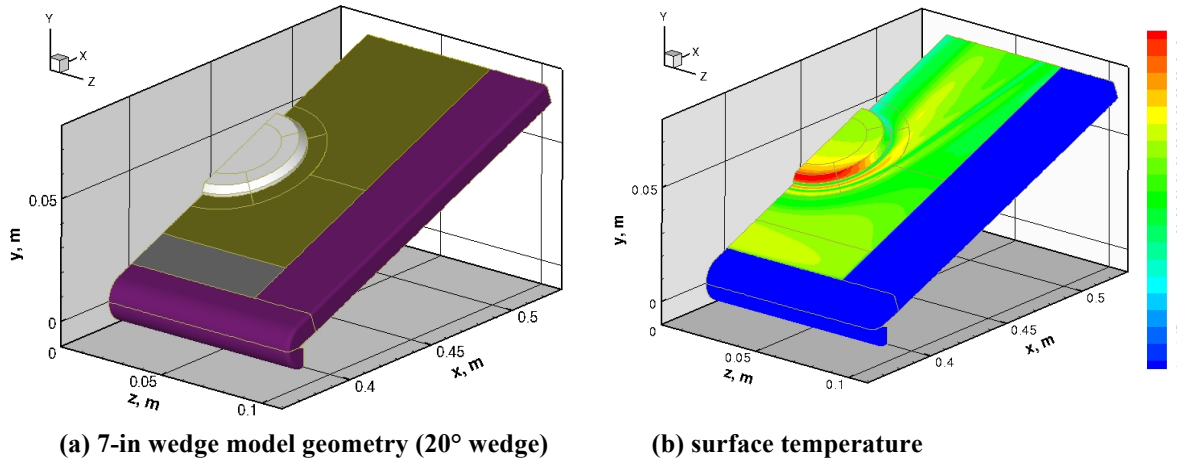 Y
X
Z
0.05
y, m
0
0
0.05
z, m
0.1
0.4
0.45
x, m
0.5
(a) 7-in wedge model geometry (20° wedge)
Y
X
Z
0.05
y, m
0
0
0.05
z, m
0.1
0.4
0.45
x, m
0.5
(b) surface temperature